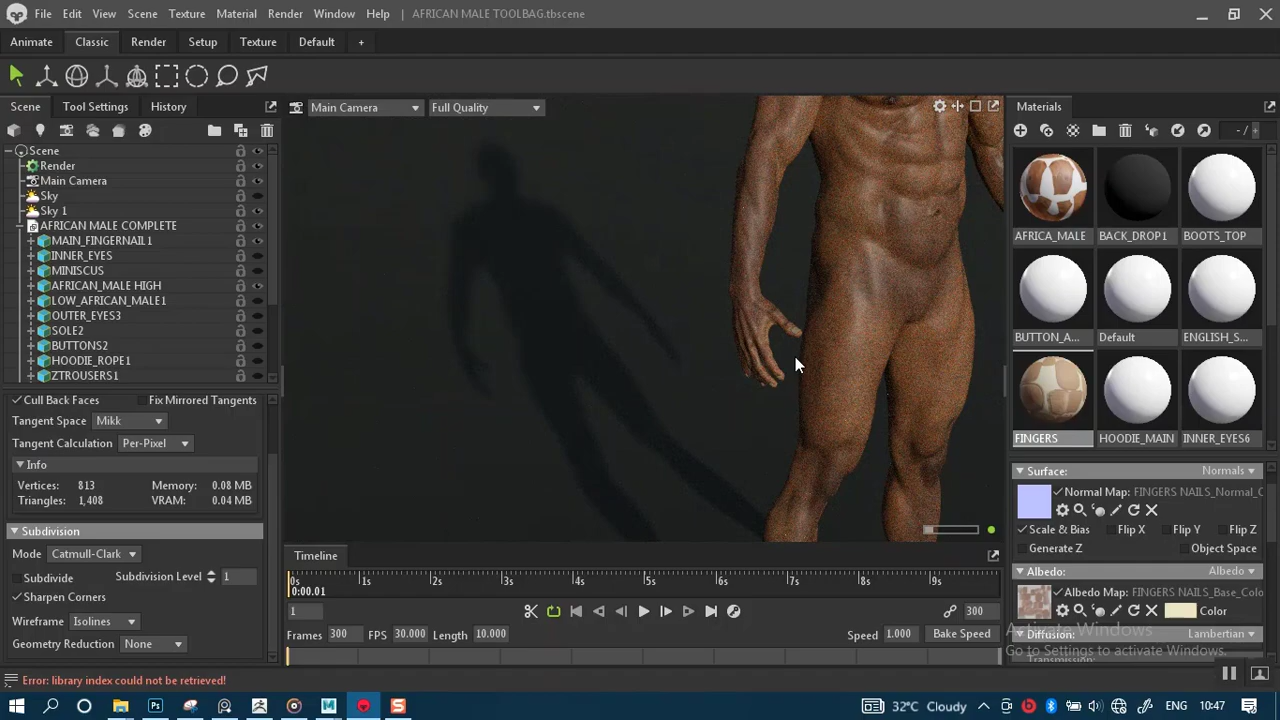 File Edit View Scene Texture Material Render Window Help AFRICAN MALE TOOLBAG.tbscene
Animate Classic Render Setup Texture Default +
Scene Tool Settings History
Main Camera Full Quality
Materials
- /
Scene
Render
Main Camera
Sky
Sky 1
AFRICAN MALE COMPLETE
MAIN_FINGERNAIL1
INNER_EYES
MINISCUS
AFRICAN_MALE HIGH
LOW_AFRICAN_MALE1
OUTER_EYES3
SOLE2
BUTTONS2
HOODIE_ROPE1
ZTROUSERS1
AFRICA_MALE BACK_DROP1 BOOTS_TOP
BUTTON_A... Default ENGLISH_S...
FINGERS HOODIE_MAIN INNER_EYES6
Cull Back Faces Fix Mirrored Tangents
Tangent Space Mikk
Tangent Calculation Per-Pixel
Info
Vertices: 813 Memory: 0.08 MB
Triangles: 1,408 VRAM: 0.04 MB
Subdivision
Mode Catmull-Clark
Subdivide Subdivision Level 1
Sharpen Corners
Wireframe Isolines
Geometry Reduction None
Surface: Normals
Normal Map: FINGERS NAILS_Normal_C
Scale & Bias Flip X Flip Y Flip Z
Generate Z Object Space
Albedo: Albedo
Albedo Map: FINGERS NAILS_Base_Colo
Color
Diffusion: Lambertian
Activate Windows
Go to Settings to activate Windows.
Timeline
0s 1s 2s 3s 4s 5s 6s 7s 8s 9s
0:00.01
1 300
Frames 300 FPS 30.000 Length 10.000 Speed 1.000 Bake Speed
Error: library index could not be retrieved!
32°C Cloudy ENG 10:47